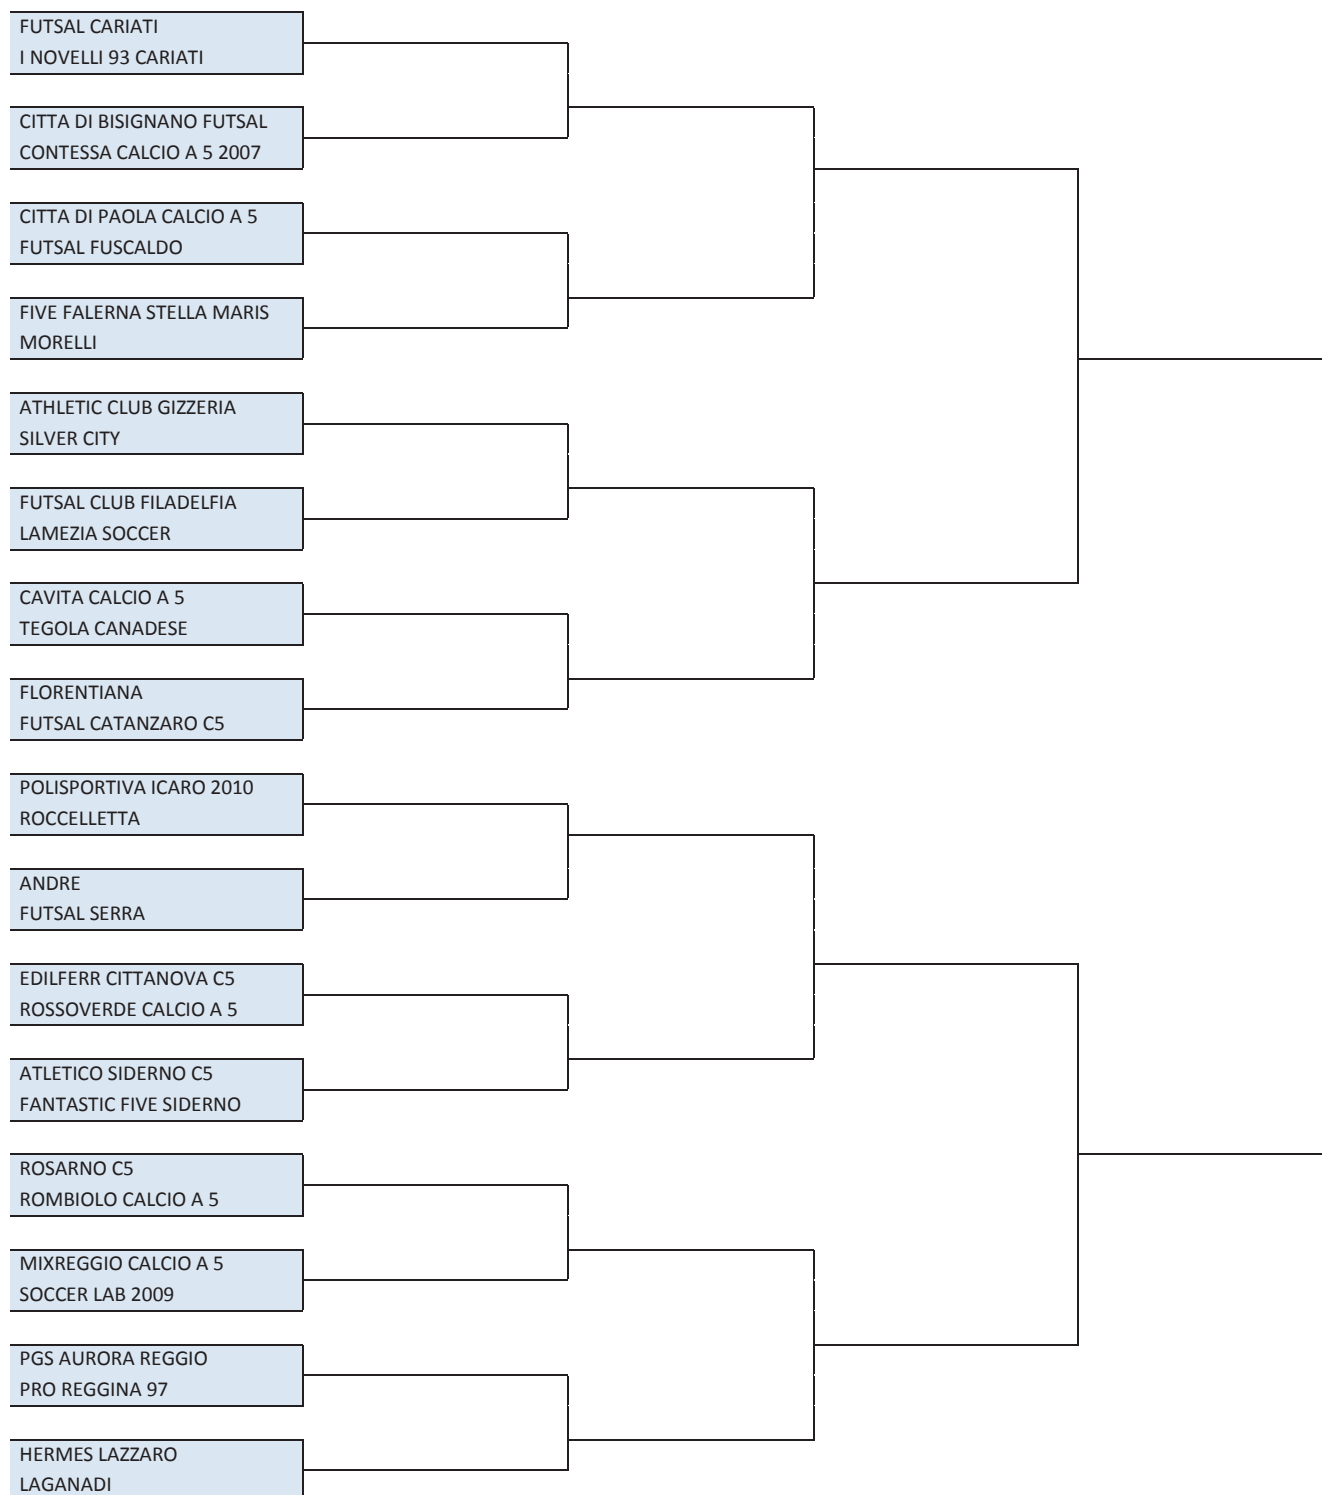 FUTSAL CARIATI
I NOVELLI 93 CARIATI
CITTA DI BISIGNANO FUTSAL
CONTESSA CALCIO A 5 2007
CITTA DI PAOLA CALCIO A 5
FUTSAL FUSCALDO
FIVE FALERNA STELLA MARIS
MORELLI
ATHLETIC CLUB GIZZERIA
SILVER CITY
FUTSAL CLUB FILADELFIA
LAMEZIA SOCCER
CAVITA CALCIO A 5
TEGOLA CANADESE
FLORENTIANA
FUTSAL CATANZARO C5
POLISPORTIVA ICARO 2010
ROCCELLETTA
ANDRE
FUTSAL SERRA
EDILFERR CITTANOVA C5
ROSSOVERDE CALCIO A 5
ATLETICO SIDERNO C5
FANTASTIC FIVE SIDERNO
ROSARNO C5
ROMBIOLO CALCIO A 5
MIXREGGIO CALCIO A 5
SOCCER LAB 2009
PGS AURORA REGGIO
PRO REGGINA 97
HERMES LAZZARO
LAGANADI